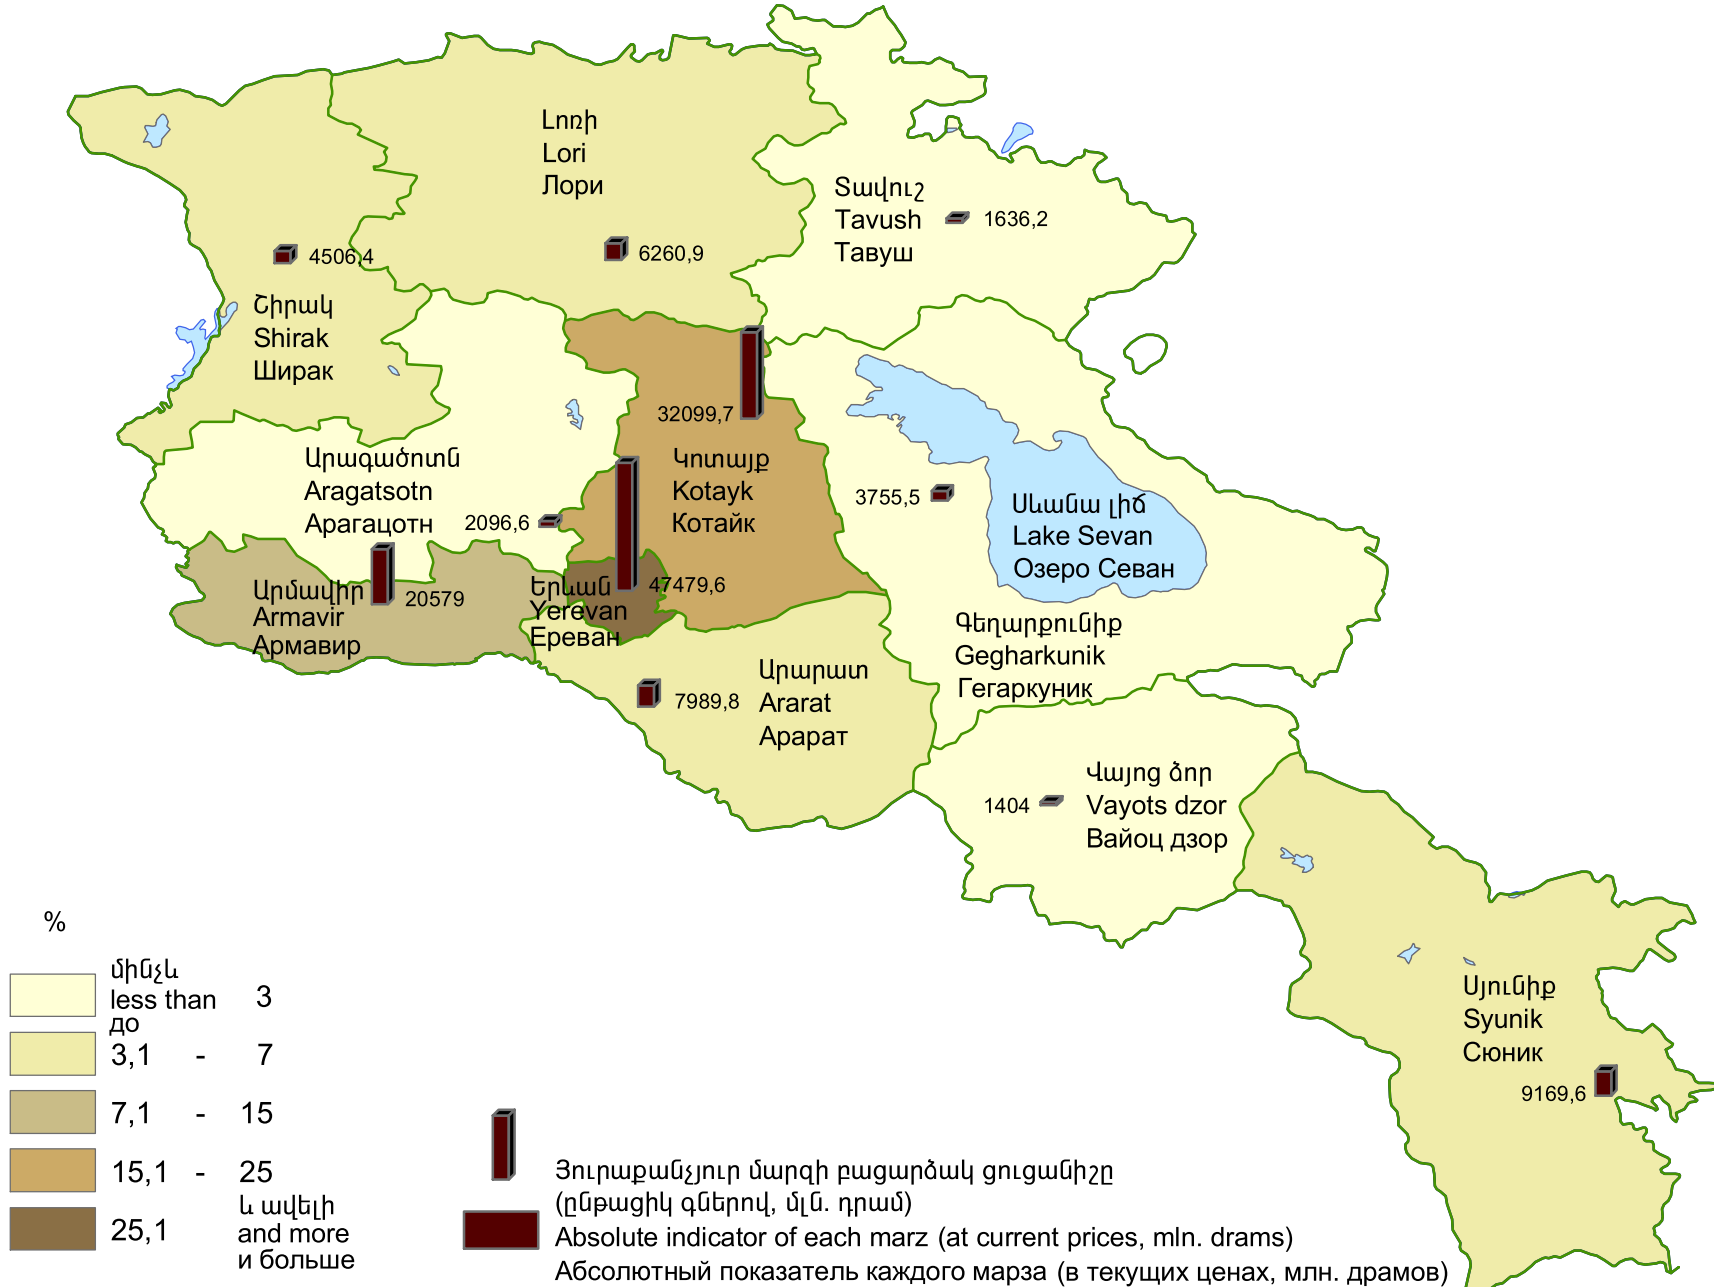 Լոռի
Lori
Лори
6260,9
Տավուշ
Tavush
Тавуш
1636,2
4506,4
Շիրակ
Shirak
Ширак
32099,7
Կոտայք
Kotayk
Котайк
Արագածոտն
Aragatsotn
Арагацотн
2096,6
3755,5
Սևանա լիճ
Lake Sevan
Озеро Севан
Արմավիր
Armavir
Армавир
20579
Երևան
Yerevan
Ереван
47479,6
Գեղարքունիք
Gegharkunik
Гегаркуник
Արարատ
Ararat
Арарат
7989,8
Վայոց ձոր
Vayots dzor
Вайоц дзор
1404
Սյունիք
Syunik
Сюник
9169,6
%
մինչև
less than 3
до
3,1 - 7
7,1 - 15
15,1 - 25
25,1 և ավելի
and more
и больше
Յուրաքանչյուր մարզի բացարձակ ցուցանիշը
(ընթացիկ գներով, մլն. դրամ)
Absolute indicator of each marz (at current prices, mln. drams)
Абсолютный показатель каждого марза (в текущих ценах, млн. драмов)